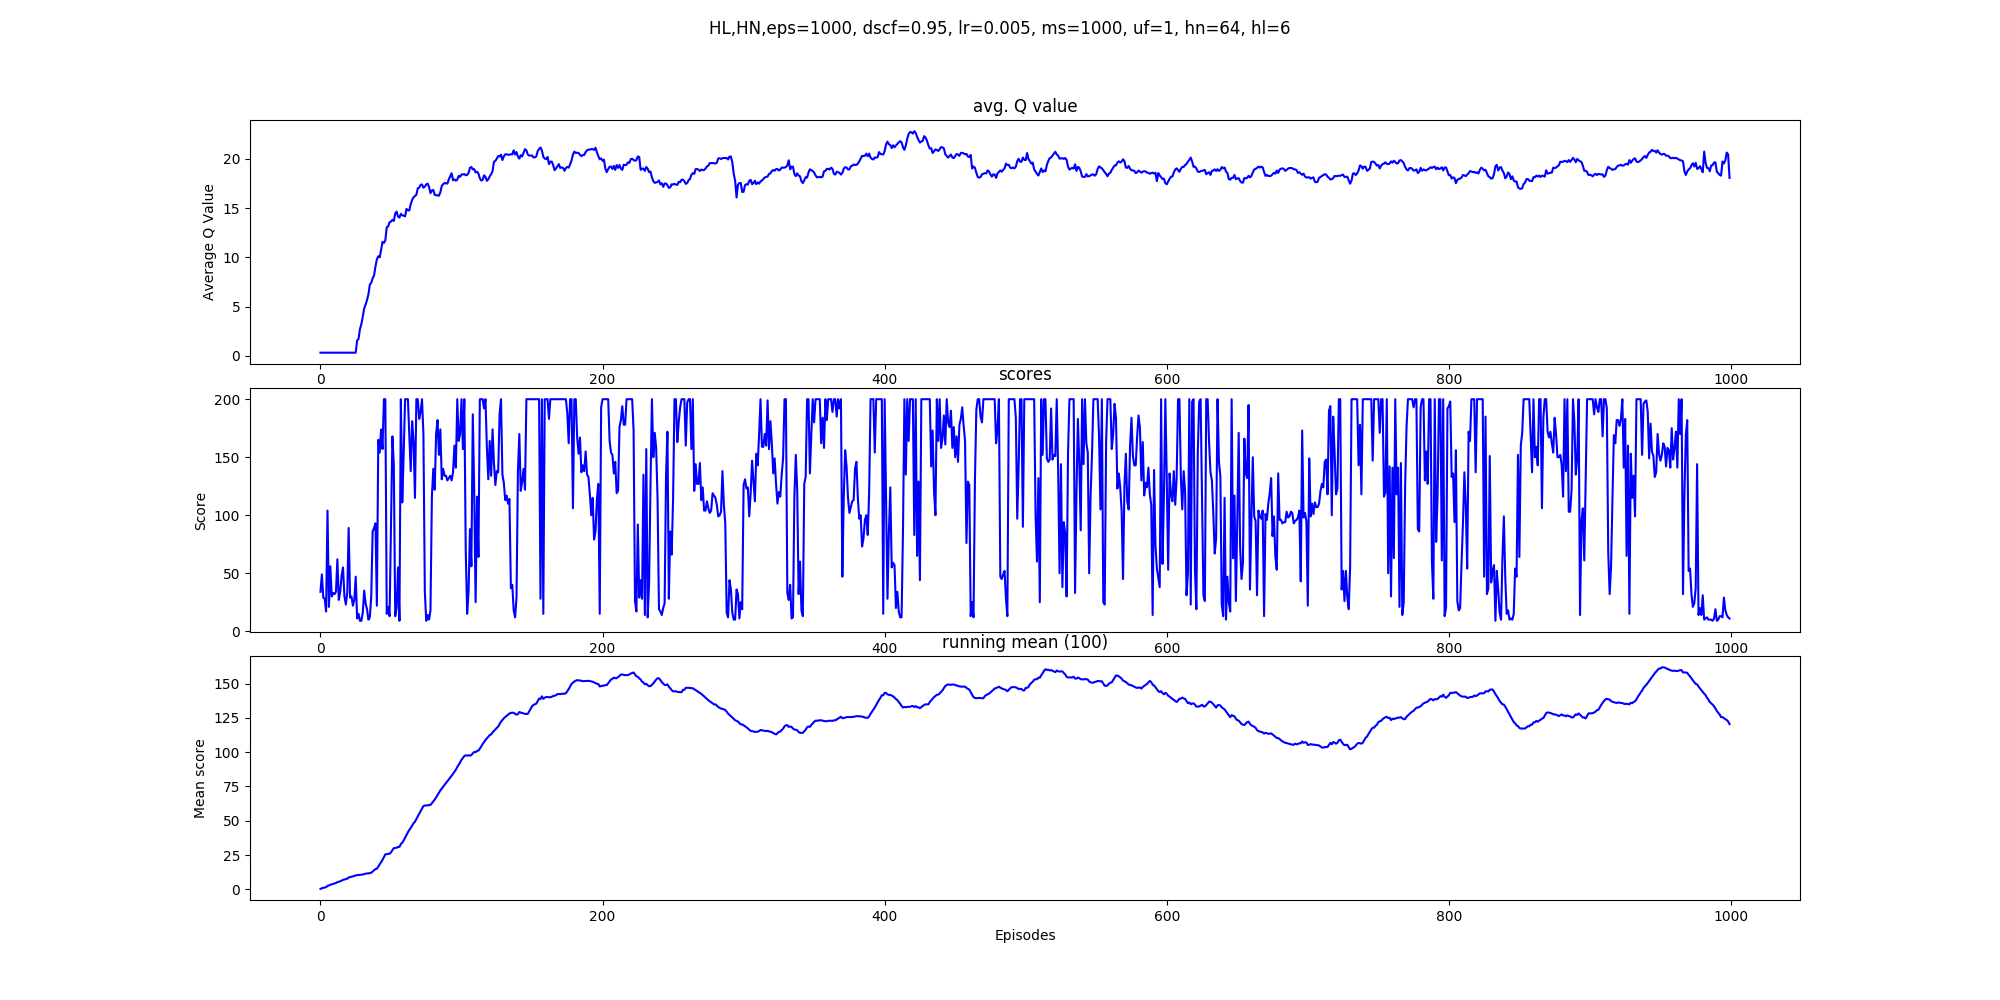 HL,HN,eps=1000, dscf=0.95, lr=0.005, ms=1000, uf=1, hn=64, hl=6
avg. Q value
Average Q Value
20
15
10
5
0
0 200 400 600 800 1000
scores
Score
200
150
100
50
0
0 200 400 600 800 1000
running mean (100)
Mean score
150
125
100
75
50
25
0
0 200 400 600 800 1000
Episodes